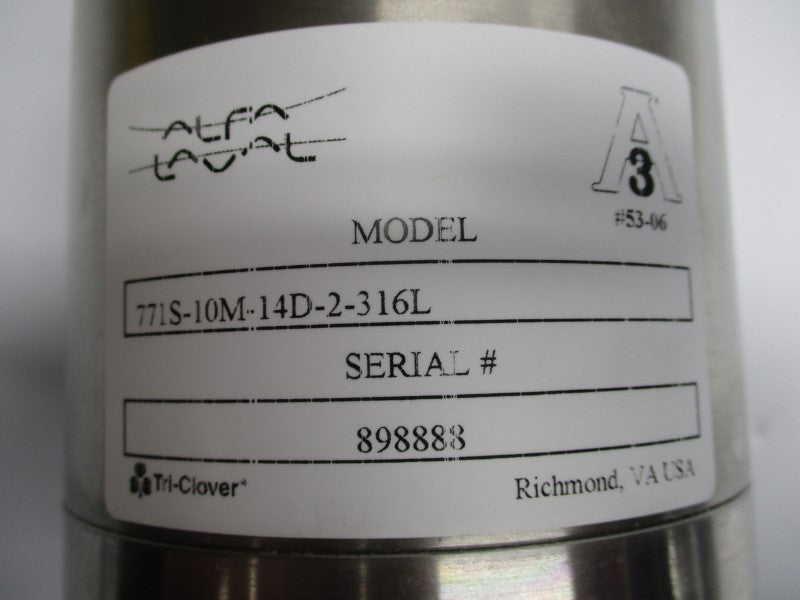 ALFA
LAVAL
A
3
#53-06
MODEL
771S-10M-14D-2-316L
SERIAL #
898888
Tri-Clover®
Richmond, VA USA